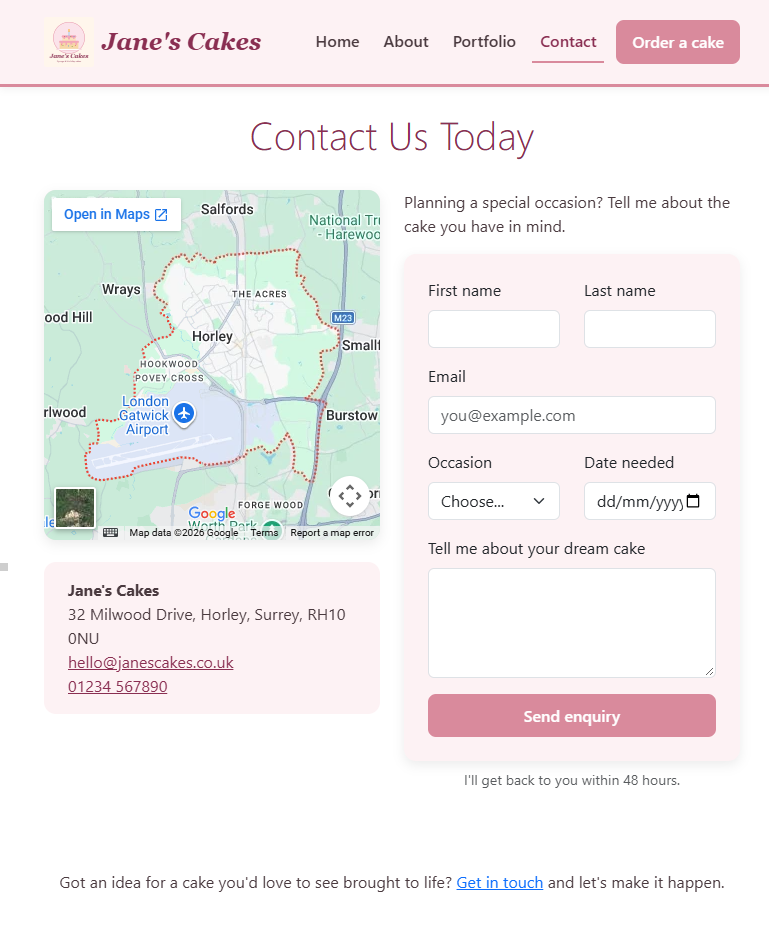 Jane's Cakes
Jane's Cakes
Home
About
Portfolio
Contact
Order a cake
Contact Us Today
Open in Maps
Salfords
National Tru
- Harewoo
Wrays
THE ACRES
ood Hill
M23
Horley
Smallf
HOOKWOOD
POVEY CROSS
London
Gatwick
Airport
rlwood
Burstow
FORGE WOOD
Worth Park
Google
Map data ©2026 Google
Terms
Report a map error
Jane's Cakes
32 Milwood Drive, Horley, Surrey, RH10
0NU
hello@janescakes.co.uk
01234 567890
Planning a special occasion? Tell me about the
cake you have in mind.
First name
Last name
Email
you@example.com
Occasion
Date needed
Choose...
dd/mm/yyyy
Tell me about your dream cake
Send enquiry
I'll get back to you within 48 hours.
Got an idea for a cake you'd love to see brought to life? Get in touch and let's make it happen.